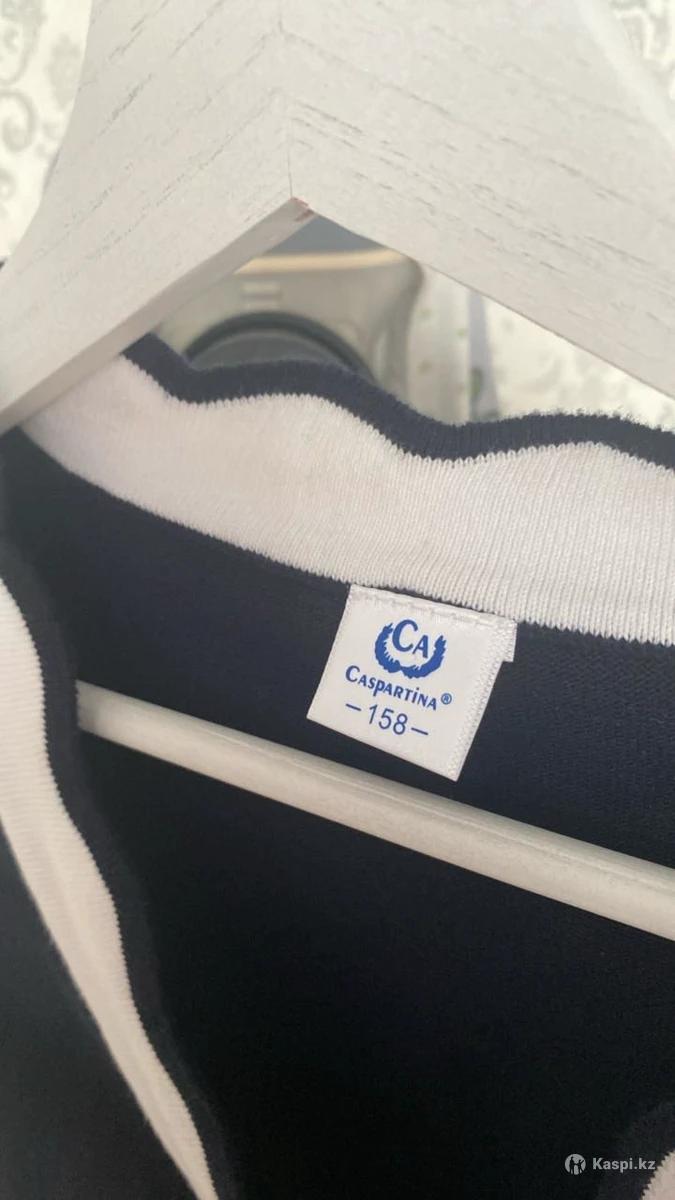 CA
CASPARTINA®
-158-
Kaspi.kz